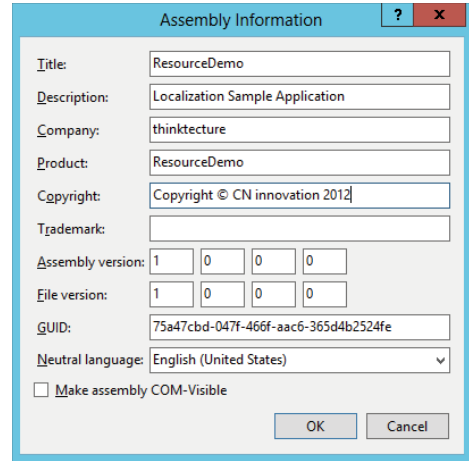 Assembly Information ? x
Title: ResourceDemo
Description: Localization Sample Application
Company: thinktecture
Product: ResourceDemo
Copyright: Copyright © CN innovation 2012
Trademark:
Assembly version: 1 0 0 0
File version: 1 0 0 0
GUID: 75a47cbd-047f-466f-aac6-365d4b2524fe
Neutral language: English (United States)
Make assembly COM-Visible
OK Cancel